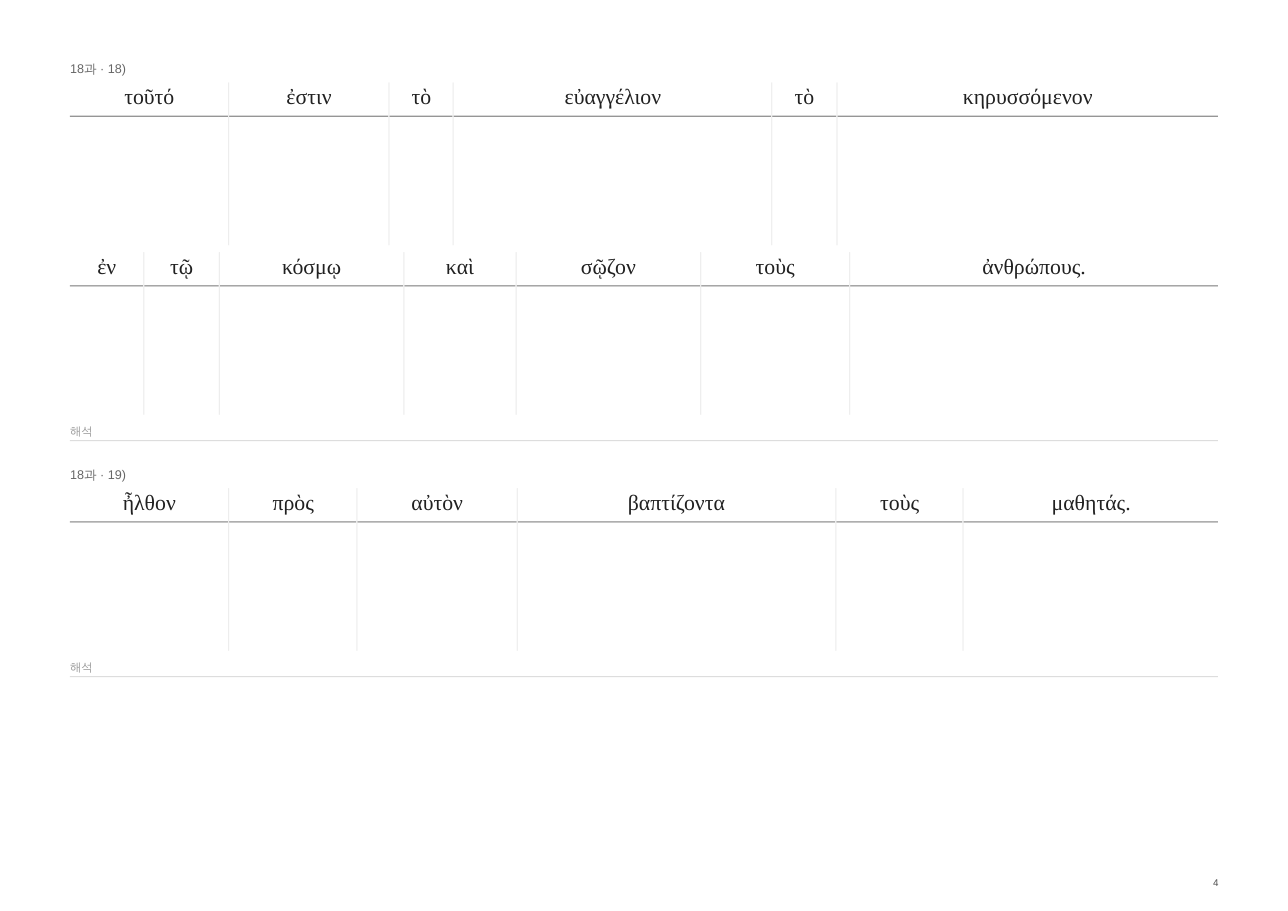 18과 · 18)
τοῦτό ἐστιν τὸ εὐαγγέλιον τὸ κηρυσσόμενον
ἐν τῷ κόσμῳ καὶ σῷζον τοὺς ἀνθρώπους.
해석
18과 · 19)
ἦλθον πρὸς αὐτὸν βαπτίζοντα τοὺς μαθητάς.
해석
4